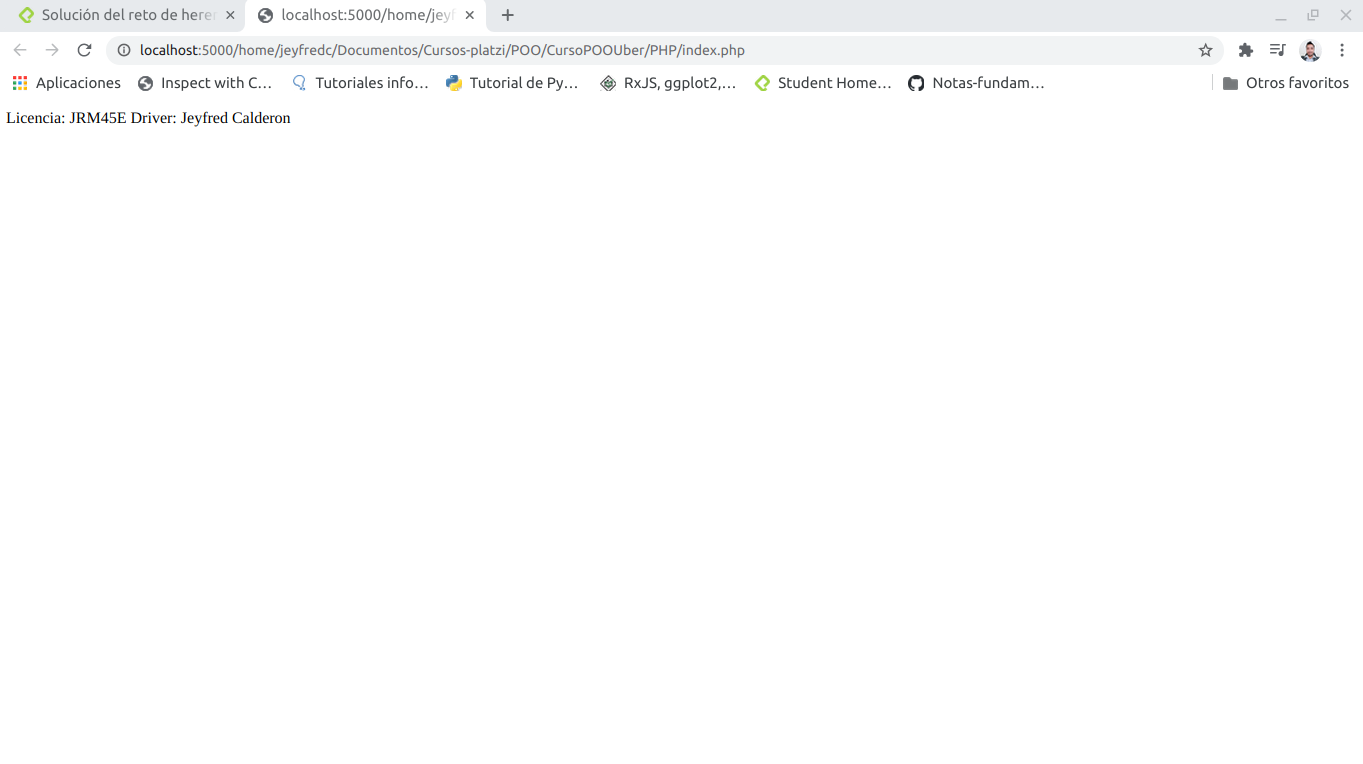 Solución del reto de herer
localhost:5000/home/jeyf
localhost:5000/home/jeyfredc/Documentos/Cursos-platzi/POO/CursoPOOUber/PHP/index.php
Aplicaciones Inspect with C... Tutoriales info... Tutorial de Py... RxJS, ggplot2,... Student Home... Notas-fundam... Otros favoritos
Licencia: JRM45E Driver: Jeyfred Calderon